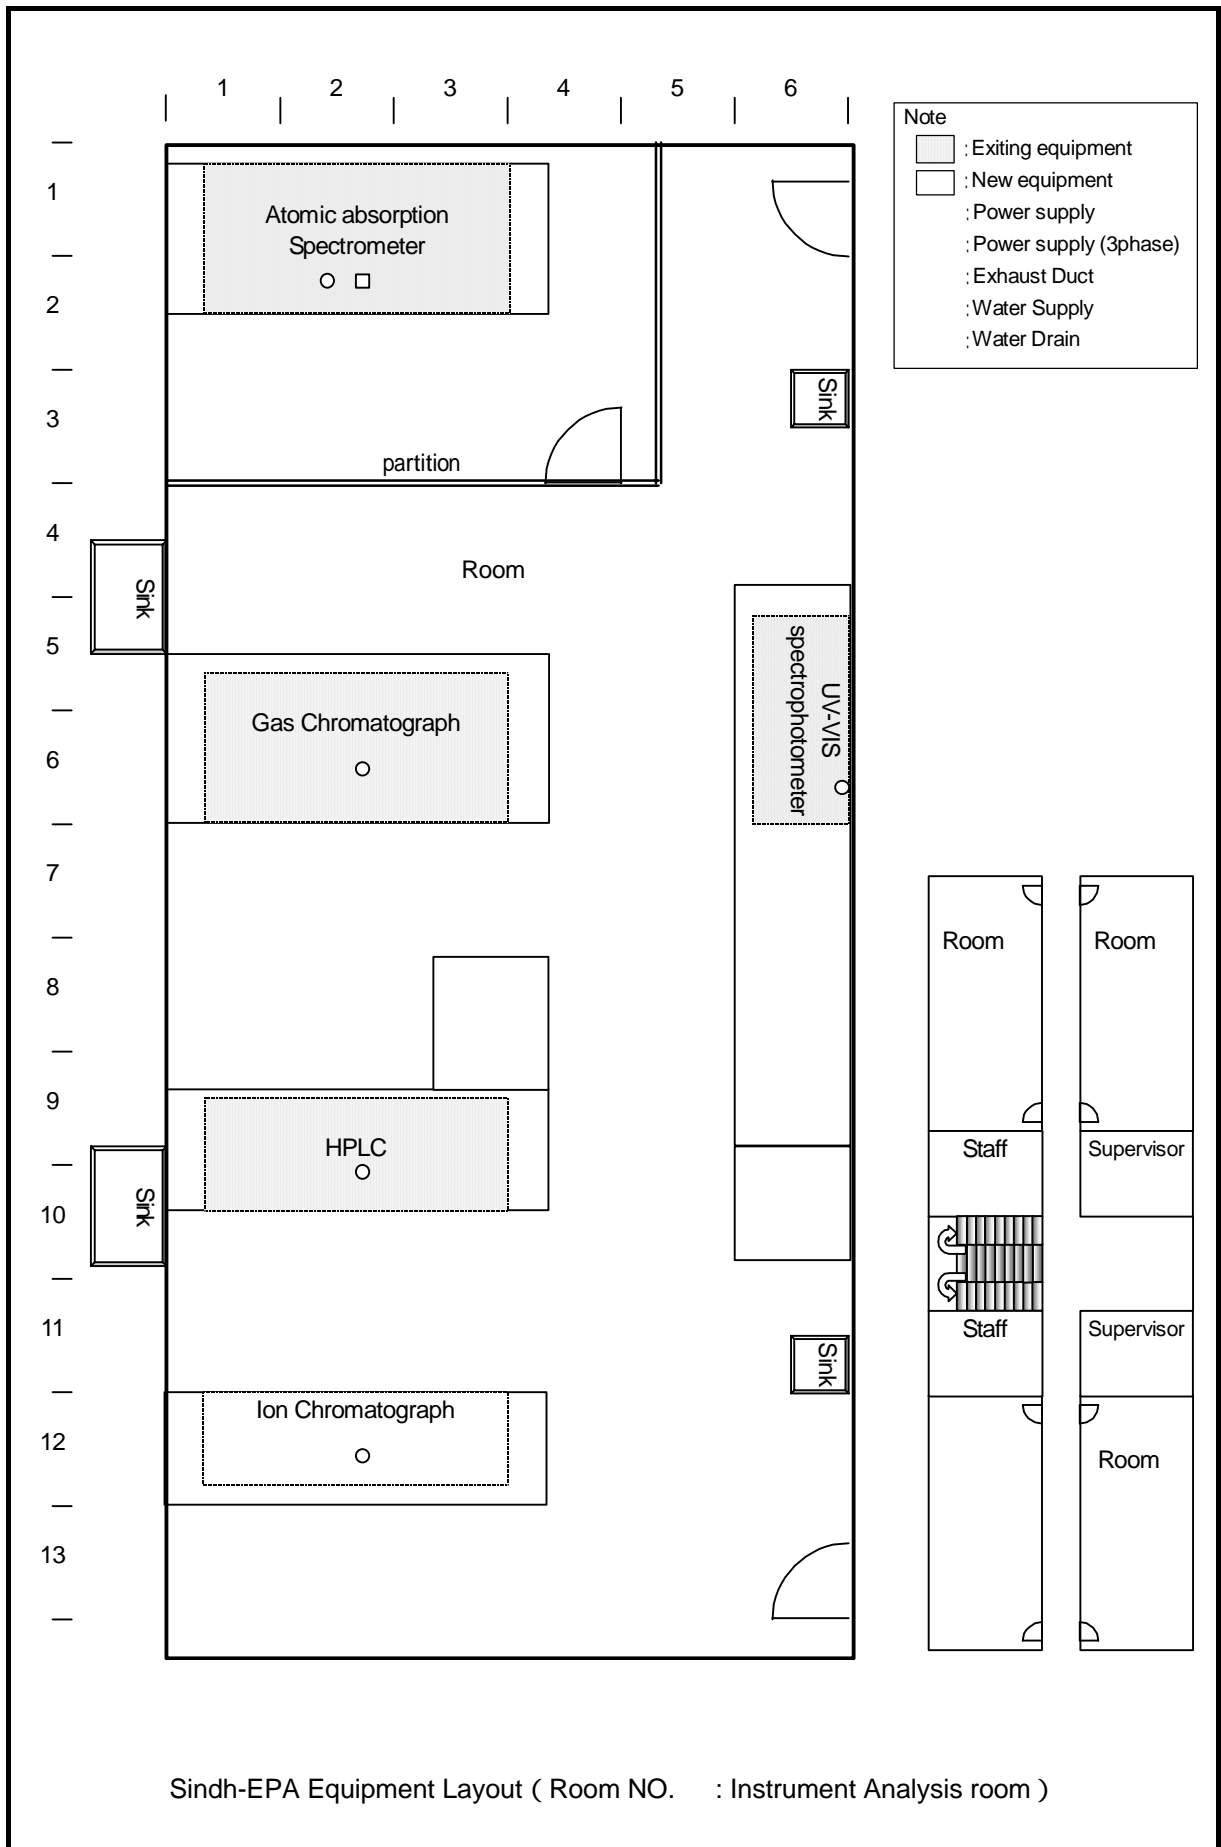 1 2 3 4 5 6
Note
: Exiting equipment
: New equipment
: Power supply
: Power supply (3phase)
: Exhaust Duct
: Water Supply
: Water Drain
1
Atomic absorption
Spectrometer
2
3
Sink
partition
4
Room
Sink
5
UV-VIS
spectrophotometer
Gas Chromatograph
6
7
8
9
HPLC
Sink
10
11
Sink
Ion Chromatograph
12
13
Room Room
Staff Supervisor
Staff Supervisor
Room
Sindh-EPA Equipment Layout ( Room NO. : Instrument Analysis room )